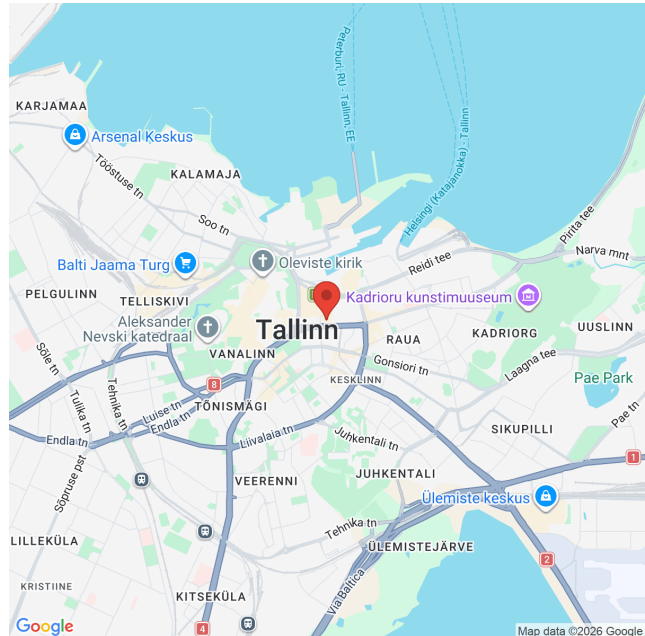 Peterburi, RU - Tallinn, EE
Helsingi (Katajanokka) - Tallinn
KARJAMAA
Arsenal Keskus
Tööstuse tn
KALAMAJA
Soo tn
Pirita tee
Narva mnt
Reidi tee
Oleviste kirik
Balti Jaama Turg
PELGULINN
TELLISKIVI
Kadrioru kunstimuuseum
Aleksander
Nevski katedraal
Tallinn
RAUA
KADRIORG
UUSLINN
VANALINN
Sõle tn
Tulika tn
Tehnika tn
Gonsiori tn
Laagna tee
KESKLINN
Pae Park
8
TÕNISMÄGI
Luise tn
Endla tn
Endla tn
Liivalaia tn
Juhkentali tn
SIKUPILLI
Pae tn
1
Sõpruse pst
VEERENNI
JUHKENTALI
Ülemiste keskus
Tehnika tn
LILLEKÜLA
ÜLEMISTEJÄRVE
2
KRISTIINE
KITSEKÜLA
Via Baltica
4
Google
Map data ©2026 Google